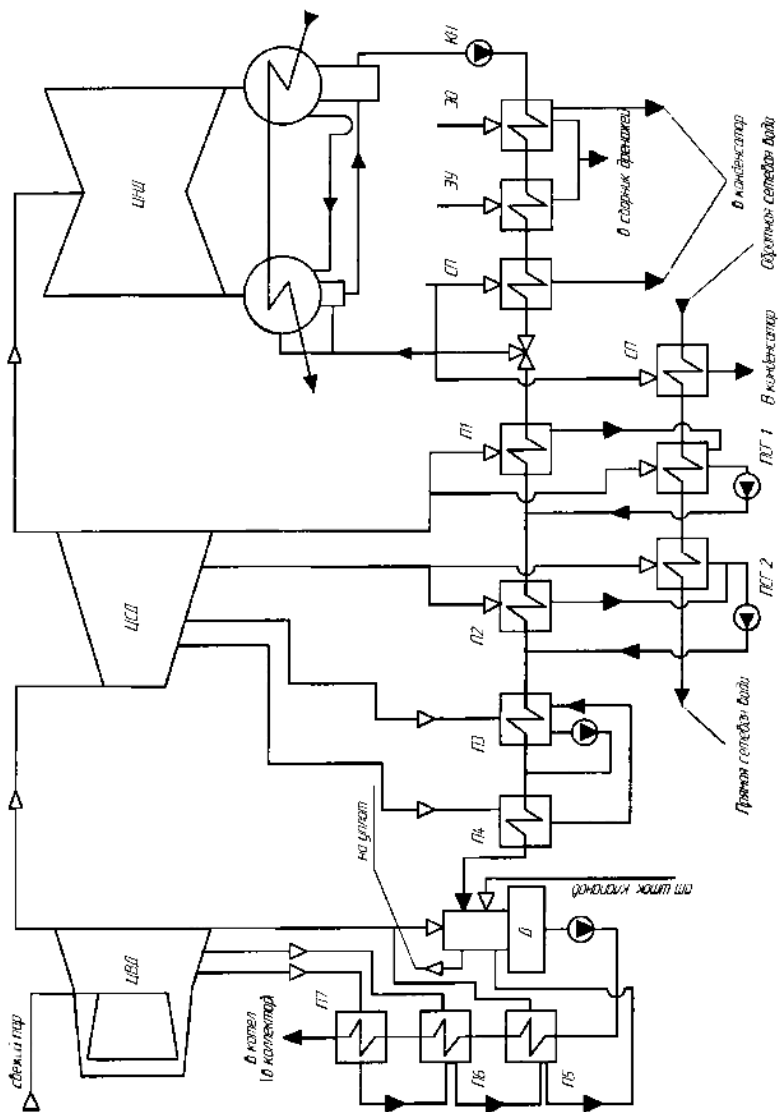 свежий пар
ЦВД
ЦСД
ЦНД
КН
ЭО
ЭУ
СП
в сборник дренажей
в конденсатор
Обратная сетевая вода
СП
В конденсатор
П1
ПСГ 1
П2
ПСГ 2
П3
П4
Прямая сетевая вода
на уплот
от шток клапанов
Д
в котел
(в коллектор)
П7
П6
П5